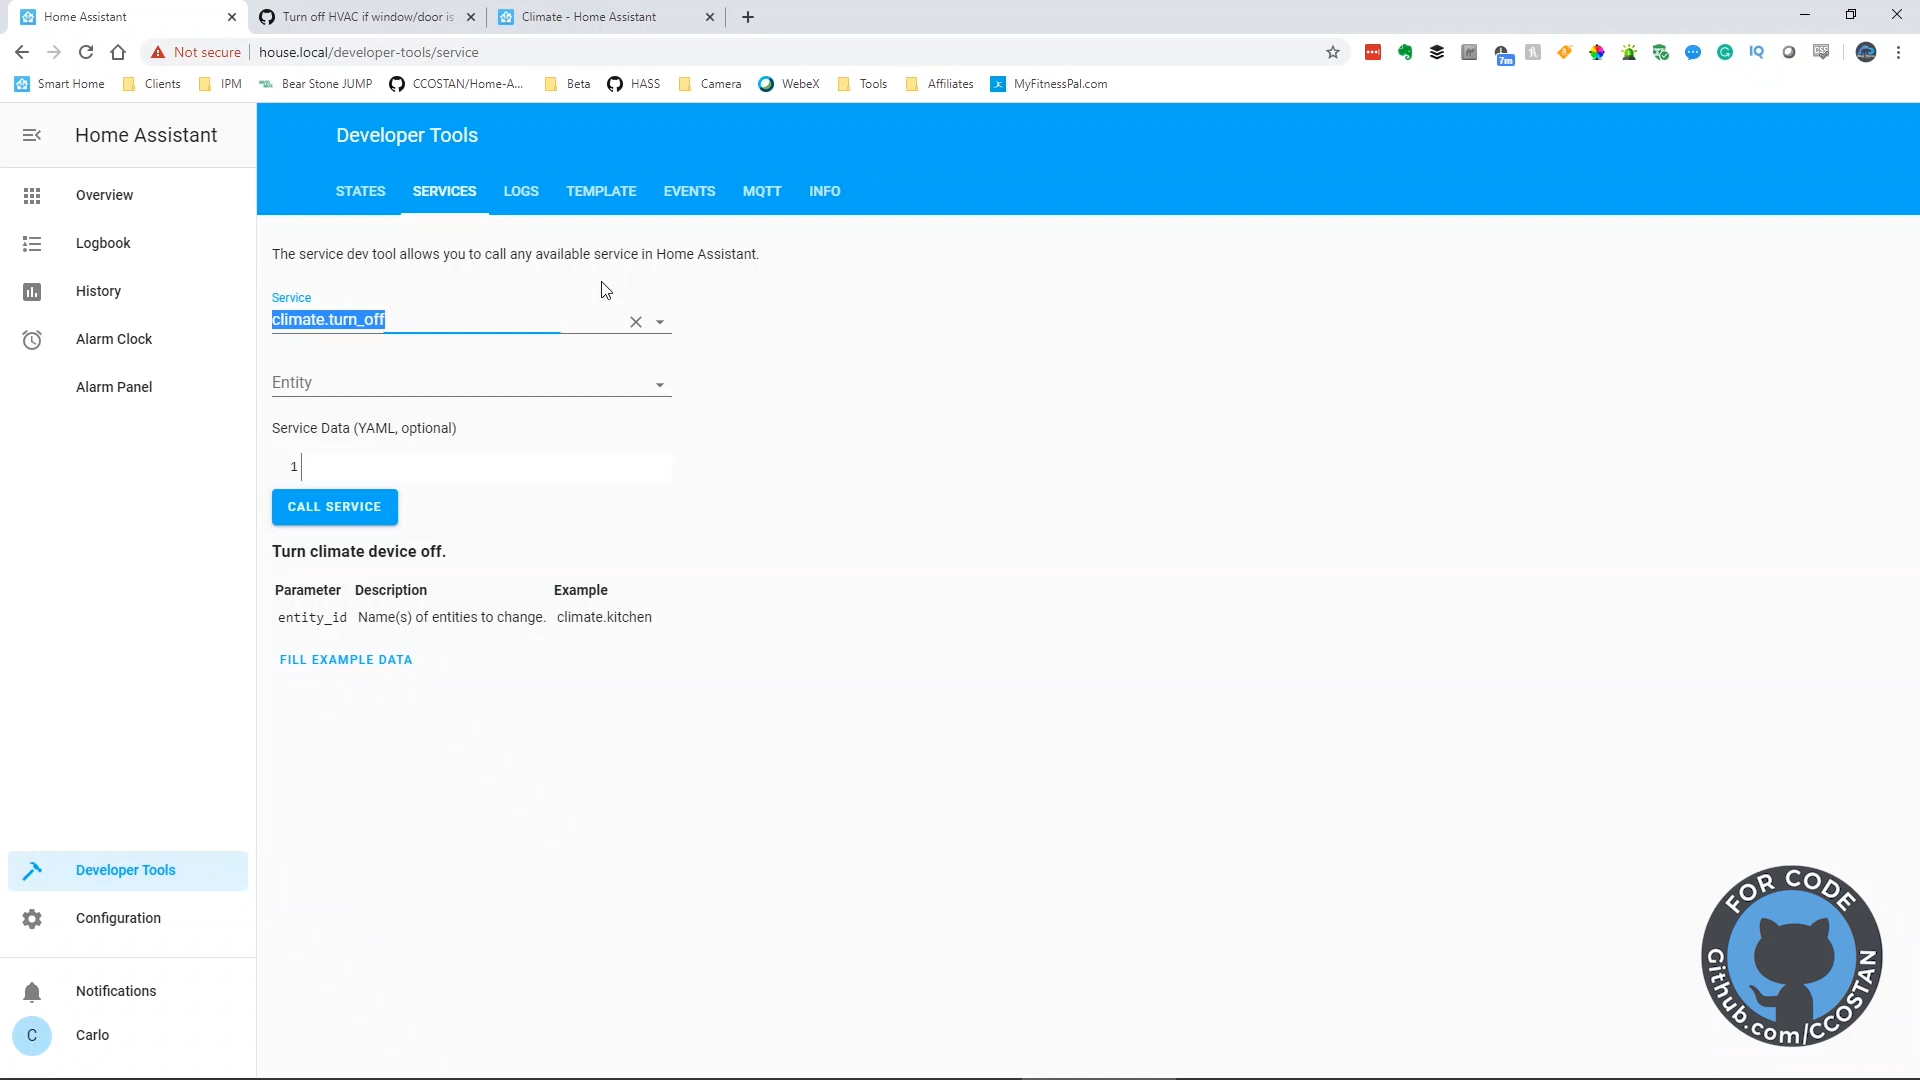 Home Assistant
Turn off HVAC if window/door is
Climate - Home Assistant
Not secure
house.local/developer-tools/service
7m
IQ
CSS
Smart Home
Clients
IPM
Bear Stone JUMP
CCOSTAN/Home-A...
Beta
HASS
Camera
WebeX
Tools
Affiliates
MyFitnessPal.com
Home Assistant
Developer Tools
STATES
SERVICES
LOGS
TEMPLATE
EVENTS
MQTT
INFO
Overview
Logbook
History
Alarm Clock
Alarm Panel
The service dev tool allows you to call any available service in Home Assistant.
Service
climate.turn_off
Entity
Service Data (YAML, optional)
1
CALL SERVICE
Turn climate device off.
Parameter Description Example
entity_id Name(s) of entities to change. climate.kitchen
FILL EXAMPLE DATA
Developer Tools
Configuration
Notifications
C
Carlo
FOR CODE
Github.com/CCOSTAN